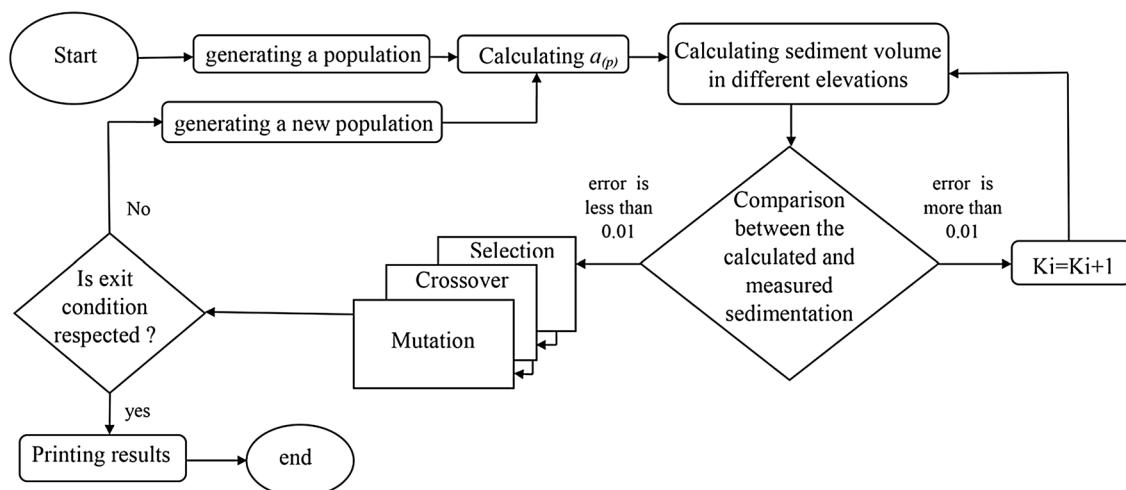 Start
generating a population
Calculating a(p)
Calculating sediment volume
in different elevations
generating a new population
No
error is
less than
0.01
Comparison
between the
calculated and
measured
sedimentation
error is
more than
0.01
Ki=Ki+1
Selection
Crossover
Mutation
Is exit
condition
respected ?
yes
Printing results
end